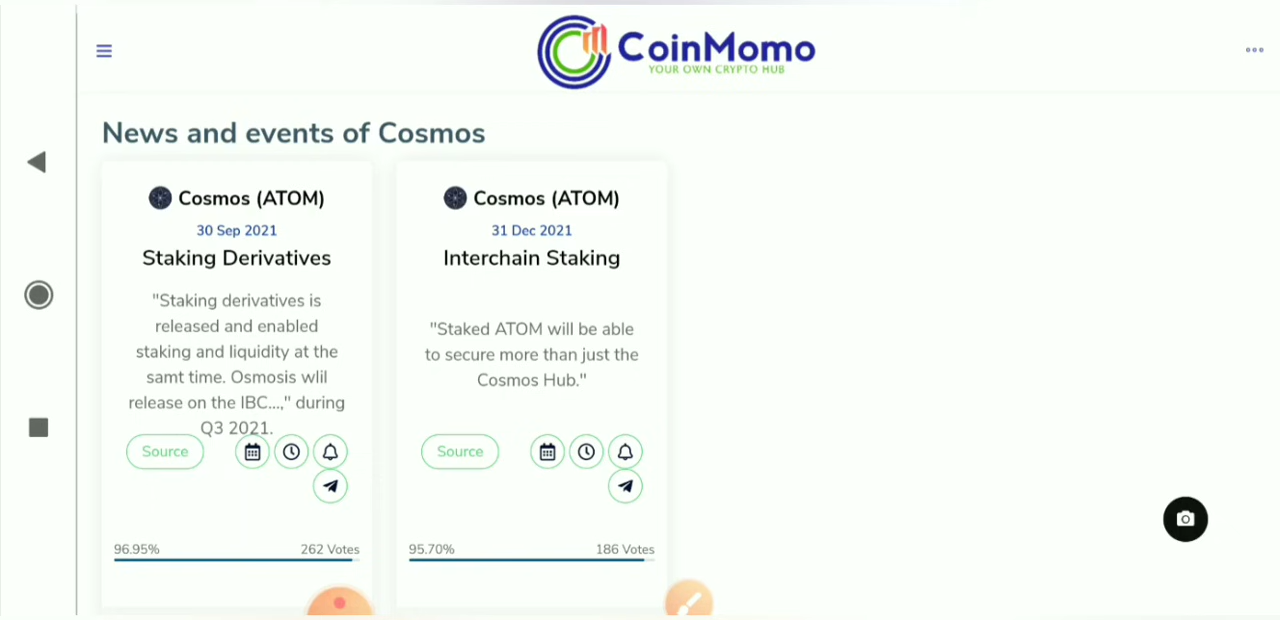 CoinMomo
YOUR OWN CRYPTO HUB
News and events of Cosmos
Cosmos (ATOM)
30 Sep 2021
Staking Derivatives
"Staking derivatives is
released and enabled
staking and liquidity at the
samt time. Osmosis wlil
release on the IBC...," during
Q3 2021.
Source
96.95%
262 Votes
Cosmos (ATOM)
31 Dec 2021
Interchain Staking
"Staked ATOM will be able
to secure more than just the
Cosmos Hub."
Source
95.70%
186 Votes